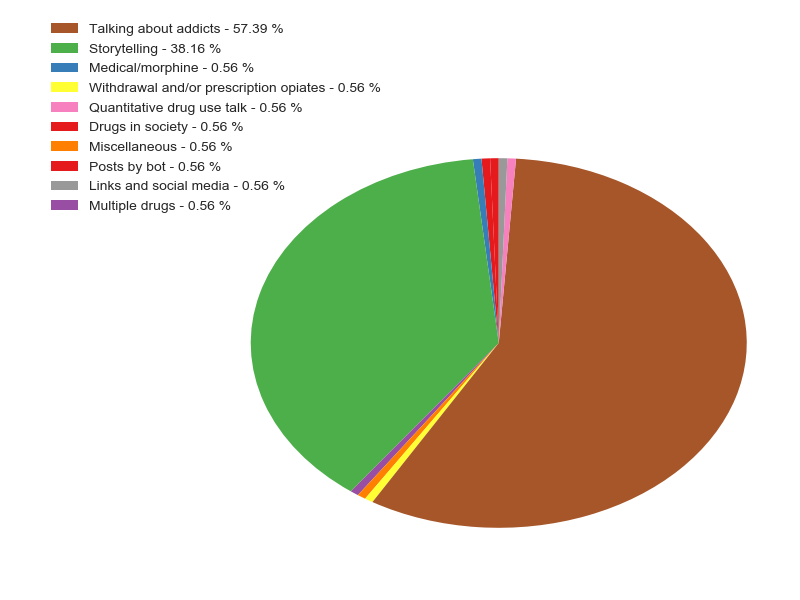 Talking about addicts - 57.39 %
Storytelling - 38.16 %
Medical/morphine - 0.56 %
Withdrawal and/or prescription opiates - 0.56 %
Quantitative drug use talk - 0.56 %
Drugs in society - 0.56 %
Miscellaneous - 0.56 %
Posts by bot - 0.56 %
Links and social media - 0.56 %
Multiple drugs - 0.56 %